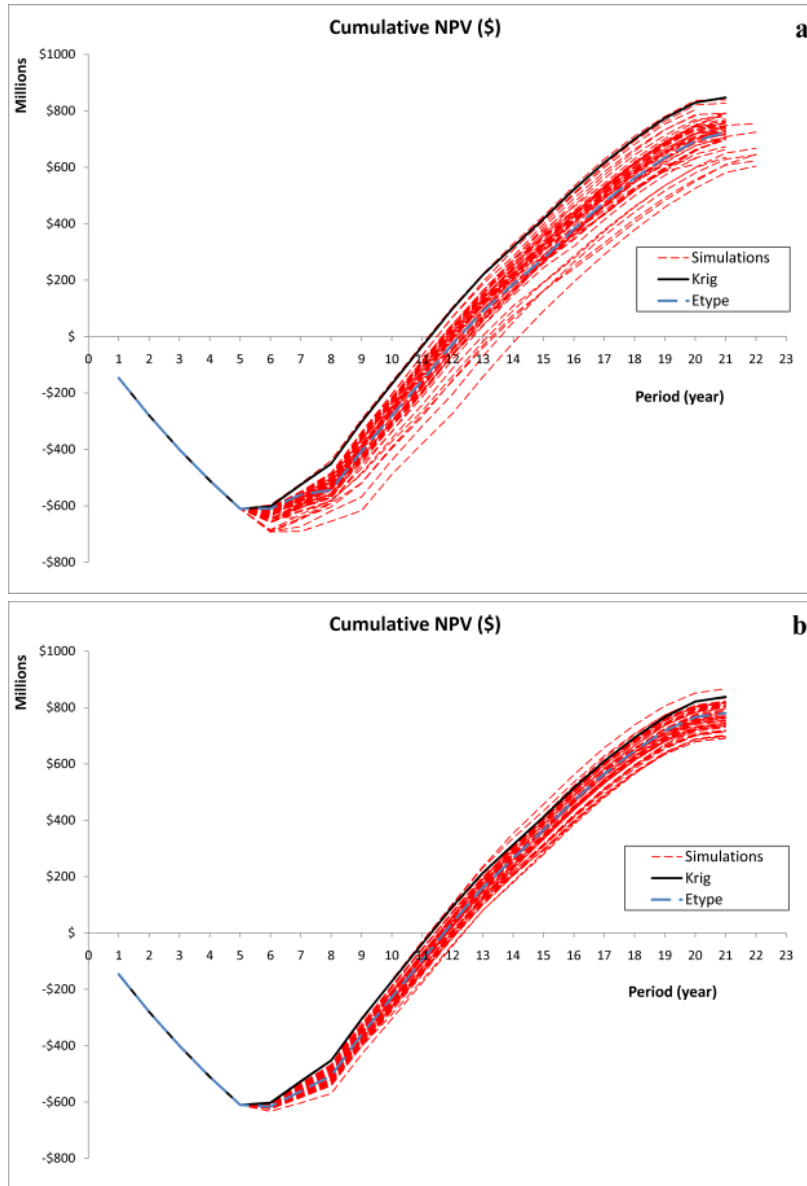 Cumulative NPV ($)
a
Millions
$1000
$800
$600
$400
$200
$
-$200
-$400
-$600
-$800
0 1 2 3 4 5 6 7 8 9 10 11 12 13 14 15 16 17 18 19 20 21 22 23
Period (year)
Simulations
Krig
Etype
Cumulative NPV ($)
b
Millions
$1000
$800
$600
$400
$200
$
-$200
-$400
-$600
-$800
0 1 2 3 4 5 6 7 8 9 10 11 12 13 14 15 16 17 18 19 20 21 22 23
Simulations
Krig
Etype
Period (year)